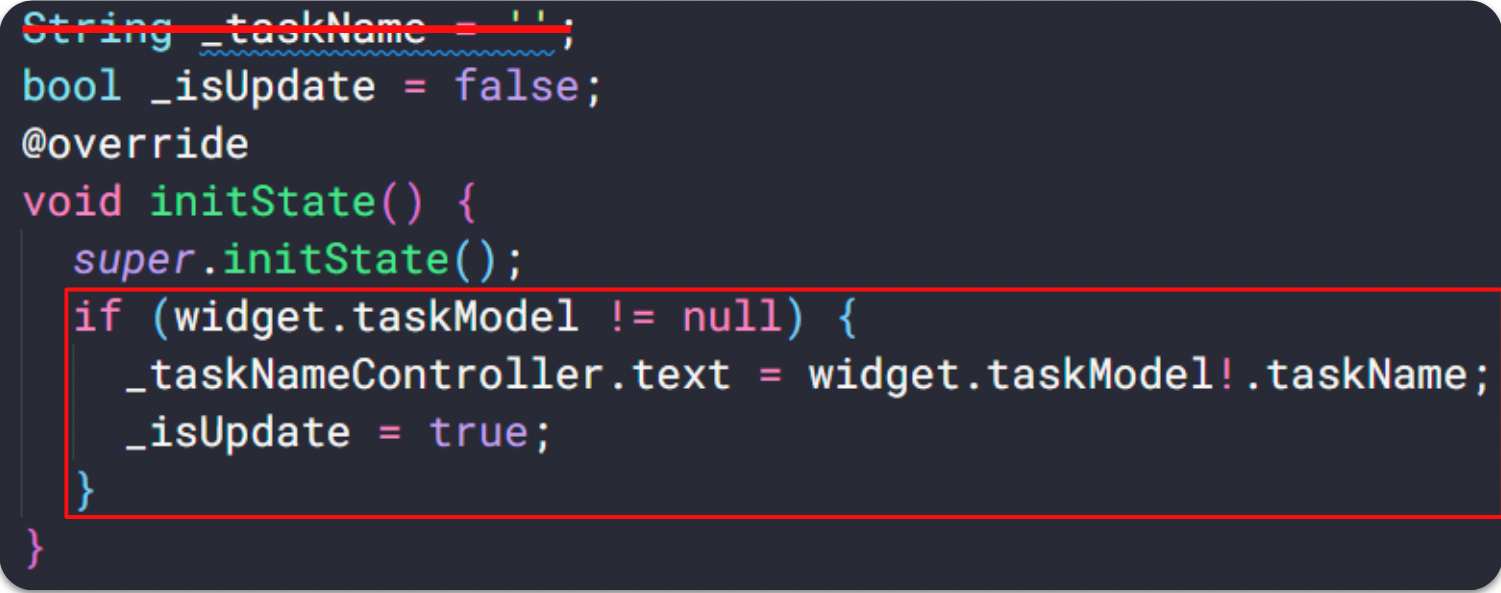 String _taskName = '';
bool _isUpdate = false;
@override
void initState() {
super.initState();
if (widget.taskModel != null) {
_taskNameController.text = widget.taskModel!.taskName;
_isUpdate = true;
}
}